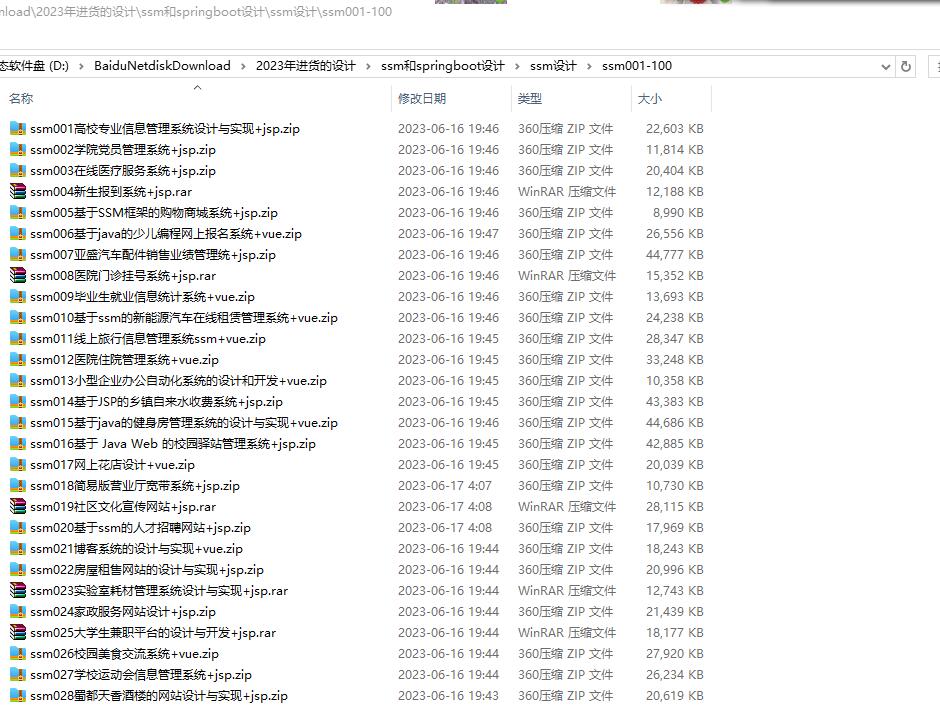 nload\2023年进货的设计\ssm和springboot设计\ssm设计\ssm001-100
态软件盘 (D:) › BaiduNetdiskDownload › 2023年进货的设计 › ssm和springboot设计 › ssm设计 › ssm001-100
名称 修改日期 类型 大小
ssm001高校专业信息管理系统设计与实现+jsp.zip 2023-06-16 19:46 360压缩 ZIP 文件 22,603 KB
ssm002学院党员管理系统+jsp.zip 2023-06-16 19:46 360压缩 ZIP 文件 11,814 KB
ssm003在线医疗服务系统+jsp.zip 2023-06-16 19:46 360压缩 ZIP 文件 20,404 KB
ssm004新生报到系统+jsp.rar 2023-06-16 19:46 WinRAR 压缩文件 12,188 KB
ssm005基于SSM框架的购物商城系统+jsp.zip 2023-06-16 19:46 360压缩 ZIP 文件 8,990 KB
ssm006基于java的少儿编程网上报名系统+vue.zip 2023-06-16 19:47 360压缩 ZIP 文件 26,556 KB
ssm007亚盛汽车配件销售业绩管理统+jsp.zip 2023-06-16 19:46 360压缩 ZIP 文件 44,777 KB
ssm008医院门诊挂号系统+jsp.rar 2023-06-16 19:46 WinRAR 压缩文件 15,352 KB
ssm009毕业生就业信息统计系统+vue.zip 2023-06-16 19:46 360压缩 ZIP 文件 13,693 KB
ssm010基于ssm的新能源汽车在线租赁管理系统+vue.zip 2023-06-16 19:46 360压缩 ZIP 文件 24,238 KB
ssm011线上旅行信息管理系统ssm+vue.zip 2023-06-16 19:45 360压缩 ZIP 文件 28,347 KB
ssm012医院住院管理系统+vue.zip 2023-06-16 19:45 360压缩 ZIP 文件 33,248 KB
ssm013小型企业办公自动化系统的设计和开发+vue.zip 2023-06-16 19:45 360压缩 ZIP 文件 10,358 KB
ssm014基于JSP的乡镇自来水收费系统+jsp.zip 2023-06-16 19:45 360压缩 ZIP 文件 43,383 KB
ssm015基于java的健身房管理系统的设计与实现+vue.zip 2023-06-16 19:46 360压缩 ZIP 文件 44,686 KB
ssm016基于 Java Web 的校园驿站管理系统+jsp.zip 2023-06-16 19:45 360压缩 ZIP 文件 42,885 KB
ssm017网上花店设计+vue.zip 2023-06-16 19:45 360压缩 ZIP 文件 20,039 KB
ssm018简易版营业厅宽带系统+jsp.zip 2023-06-17 4:07 360压缩 ZIP 文件 10,730 KB
ssm019社区文化宣传网站+jsp.rar 2023-06-17 4:08 WinRAR 压缩文件 28,115 KB
ssm020基于ssm的人才招聘网站+jsp.zip 2023-06-17 4:08 360压缩 ZIP 文件 17,969 KB
ssm021博客系统的设计与实现+vue.zip 2023-06-16 19:44 360压缩 ZIP 文件 18,243 KB
ssm022房屋租售网站的设计与实现+jsp.zip 2023-06-16 19:44 360压缩 ZIP 文件 20,996 KB
ssm023实验室耗材管理系统设计与实现+jsp.rar 2023-06-16 19:44 WinRAR 压缩文件 12,743 KB
ssm024家政服务网站设计+jsp.zip 2023-06-16 19:44 360压缩 ZIP 文件 21,439 KB
ssm025大学生兼职平台的设计与开发+jsp.rar 2023-06-16 19:44 WinRAR 压缩文件 18,177 KB
ssm026校园美食交流系统+vue.zip 2023-06-16 19:44 360压缩 ZIP 文件 27,920 KB
ssm027学校运动会信息管理系统+jsp.zip 2023-06-16 19:44 360压缩 ZIP 文件 26,234 KB
ssm028蜀都天香酒楼的网站设计与实现+jsp.zip 2023-06-16 19:43 360压缩 ZIP 文件 20,619 KB